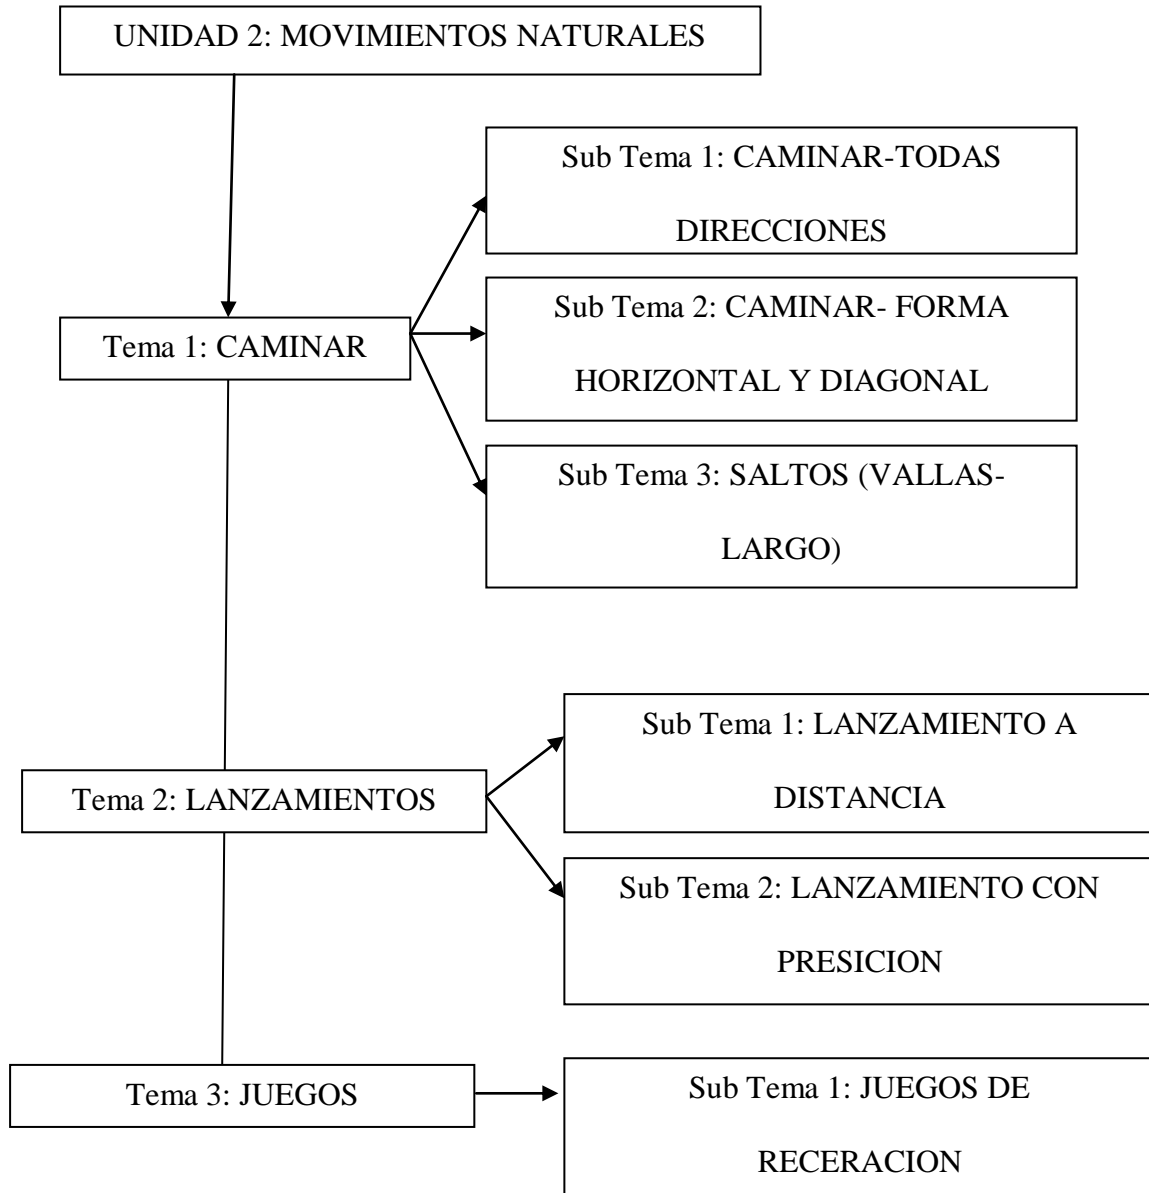 UNIDAD 2: MOVIMIENTOS NATURALES
Sub Tema 1: CAMINAR-TODAS
DIRECCIONES
Sub Tema 2: CAMINAR- FORMA
HORIZONTAL Y DIAGONAL
Tema 1: CAMINAR
Sub Tema 3: SALTOS (VALLAS-
LARGO)
Sub Tema 1: LANZAMIENTO A
DISTANCIA
Tema 2: LANZAMIENTOS
Sub Tema 2: LANZAMIENTO CON
PRESICION
Tema 3: JUEGOS
Sub Tema 1: JUEGOS DE
RECERACION